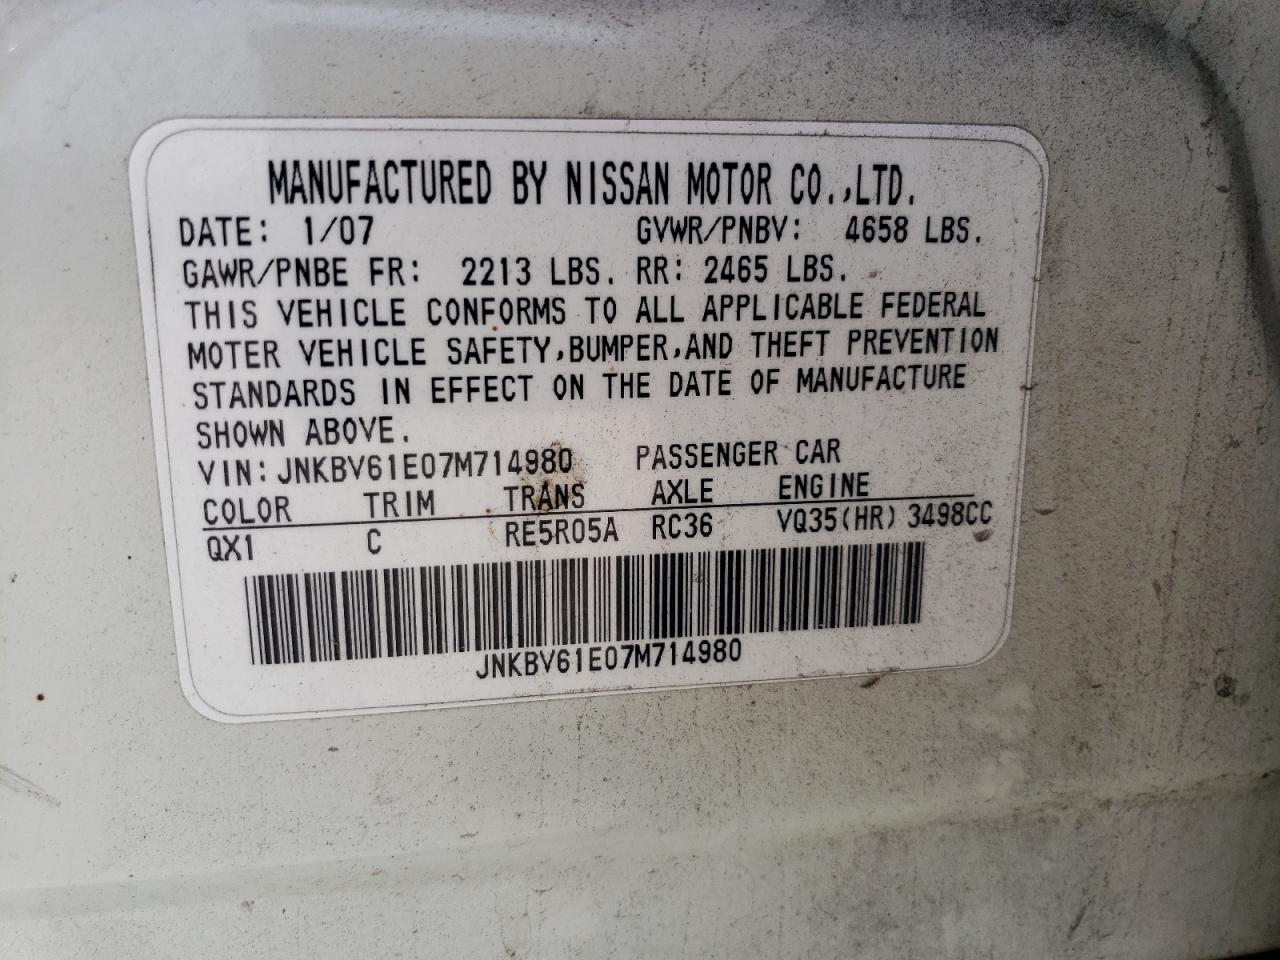 MANUFACTURED BY NISSAN MOTOR CO.,LTD.
DATE: 1/07 GVWR/PNBV: 4658 LBS.
GAWR/PNBE FR: 2213 LBS. RR: 2465 LBS.
THIS VEHICLE CONFORMS TO ALL APPLICABLE FEDERAL
MOTER VEHICLE SAFETY,BUMPER,AND THEFT PREVENTION
STANDARDS IN EFFECT ON THE DATE OF MANUFACTURE
SHOWN ABOVE.
VIN:JNKBV61E07M714980 PASSENGER CAR
COLOR TRIM TRANS AXLE ENGINE
QX1 C RE5R05A RC36 VQ35(HR) 3498CC
JNKBV61E07M714980